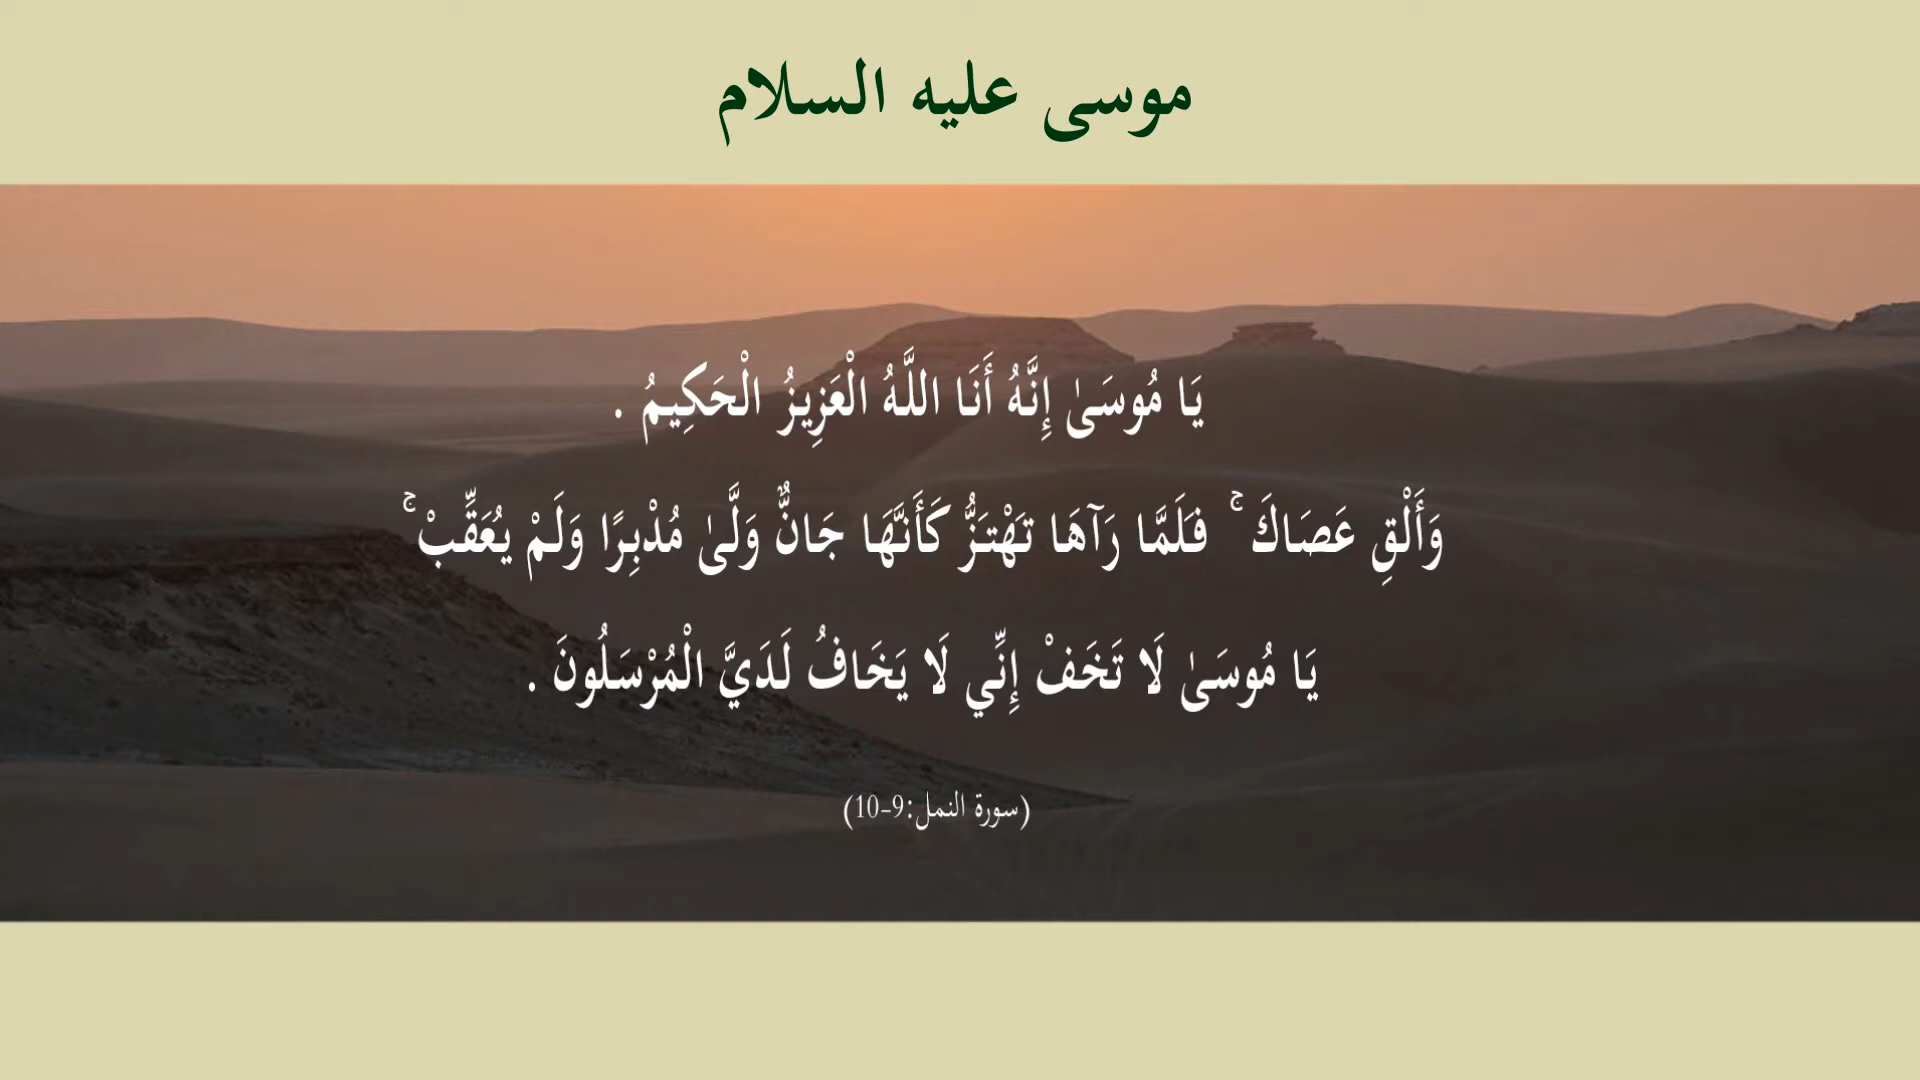 موسى عليه السلام
يَا مُوسَىٰ إِنَّهُ أَنَا اللَّهُ الْعَزِيزُ الْحَكِيمُ .
وَأَلْقِ عَصَاكَ ۚ فَلَمَّا رَآهَا تَهْتَزُّ كَأَنَّهَا جَانٌّ وَلَّىٰ مُدْبِرًا وَلَمْ يُعَقِّبْ ۚ
يَا مُوسَىٰ لَا تَخَفْ إِنِّي لَا يَخَافُ لَدَيَّ الْمُرْسَلُونَ .
(سورة النمل:9-10)